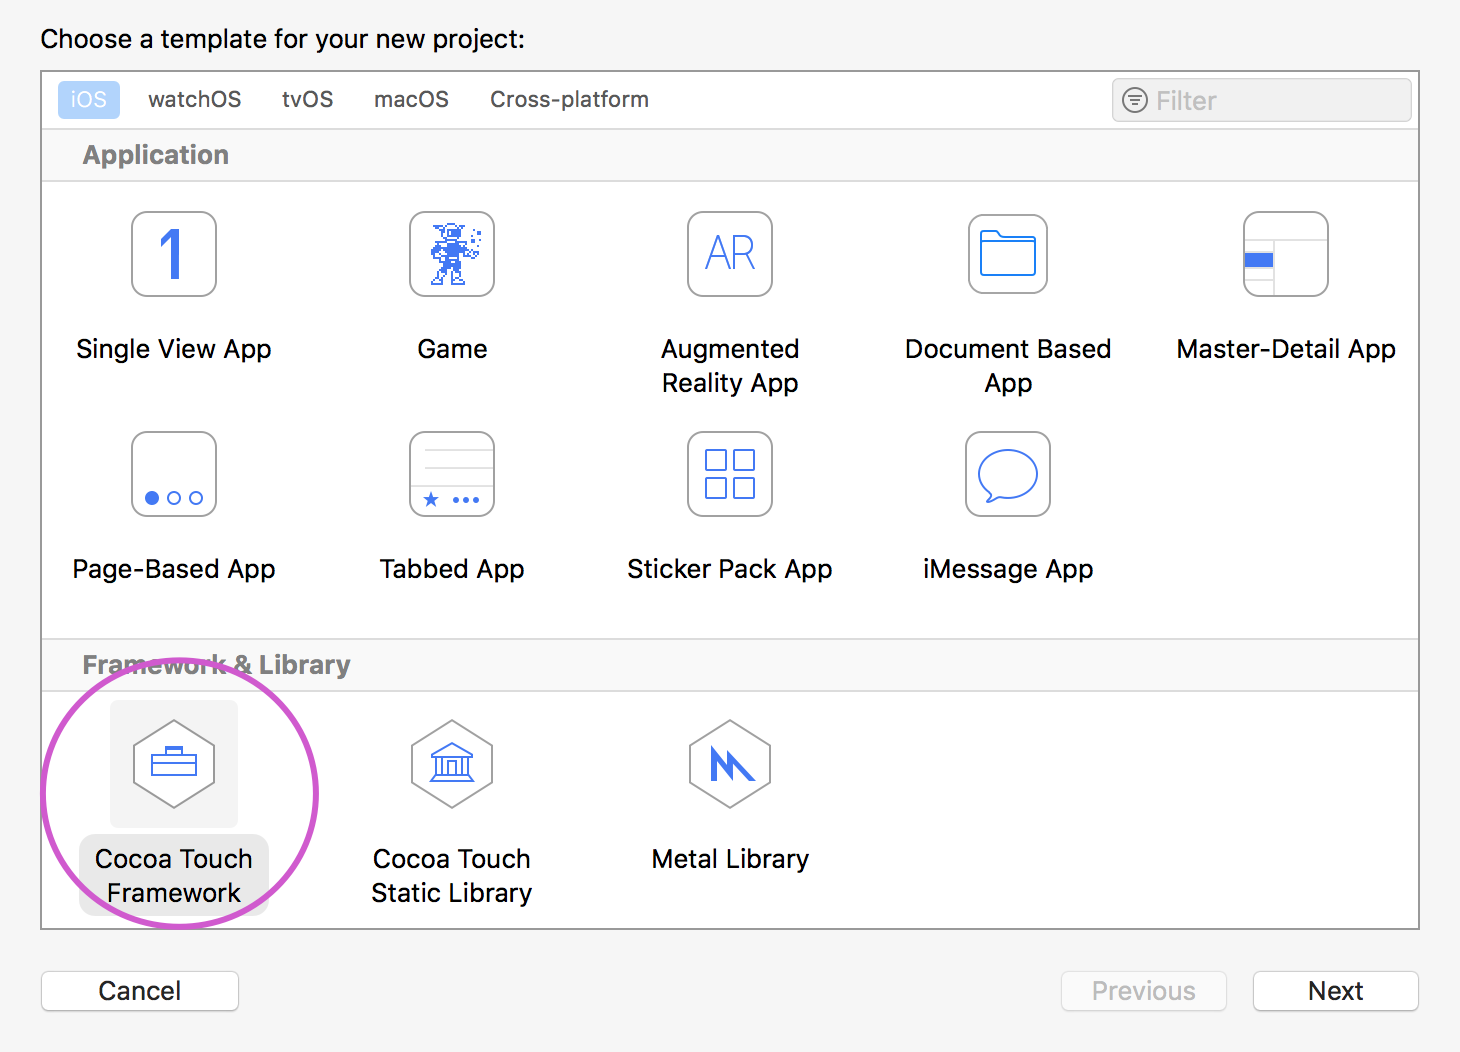 Choose a template for your new project:
iOS watchOS tvOS macOS Cross-platform Filter
Application
1 AR
Single View App Game Augmented Reality App Document Based App Master-Detail App
Page-Based App Tabbed App Sticker Pack App iMessage App
Framework & Library
Cocoa Touch Framework Cocoa Touch Static Library Metal Library
Cancel Previous Next